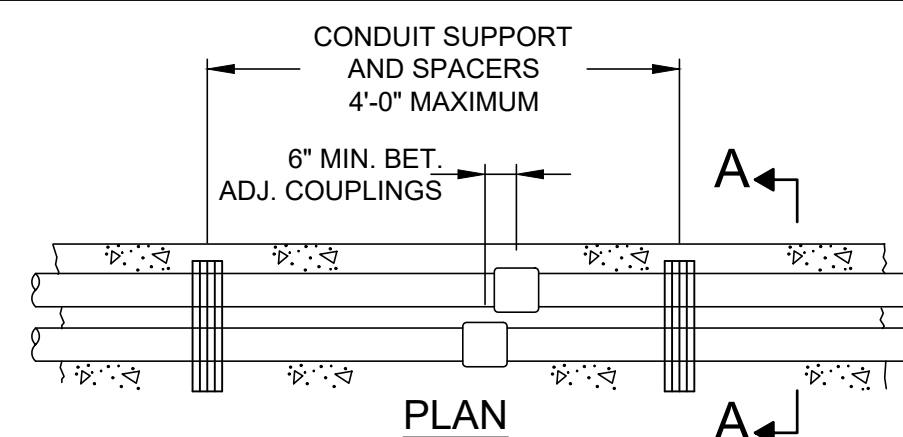 CONDUIT SUPPORT
AND SPACERS
4'-0" MAXIMUM
6" MIN. BET.
ADJ. COUPLINGS
A
PLAN
A